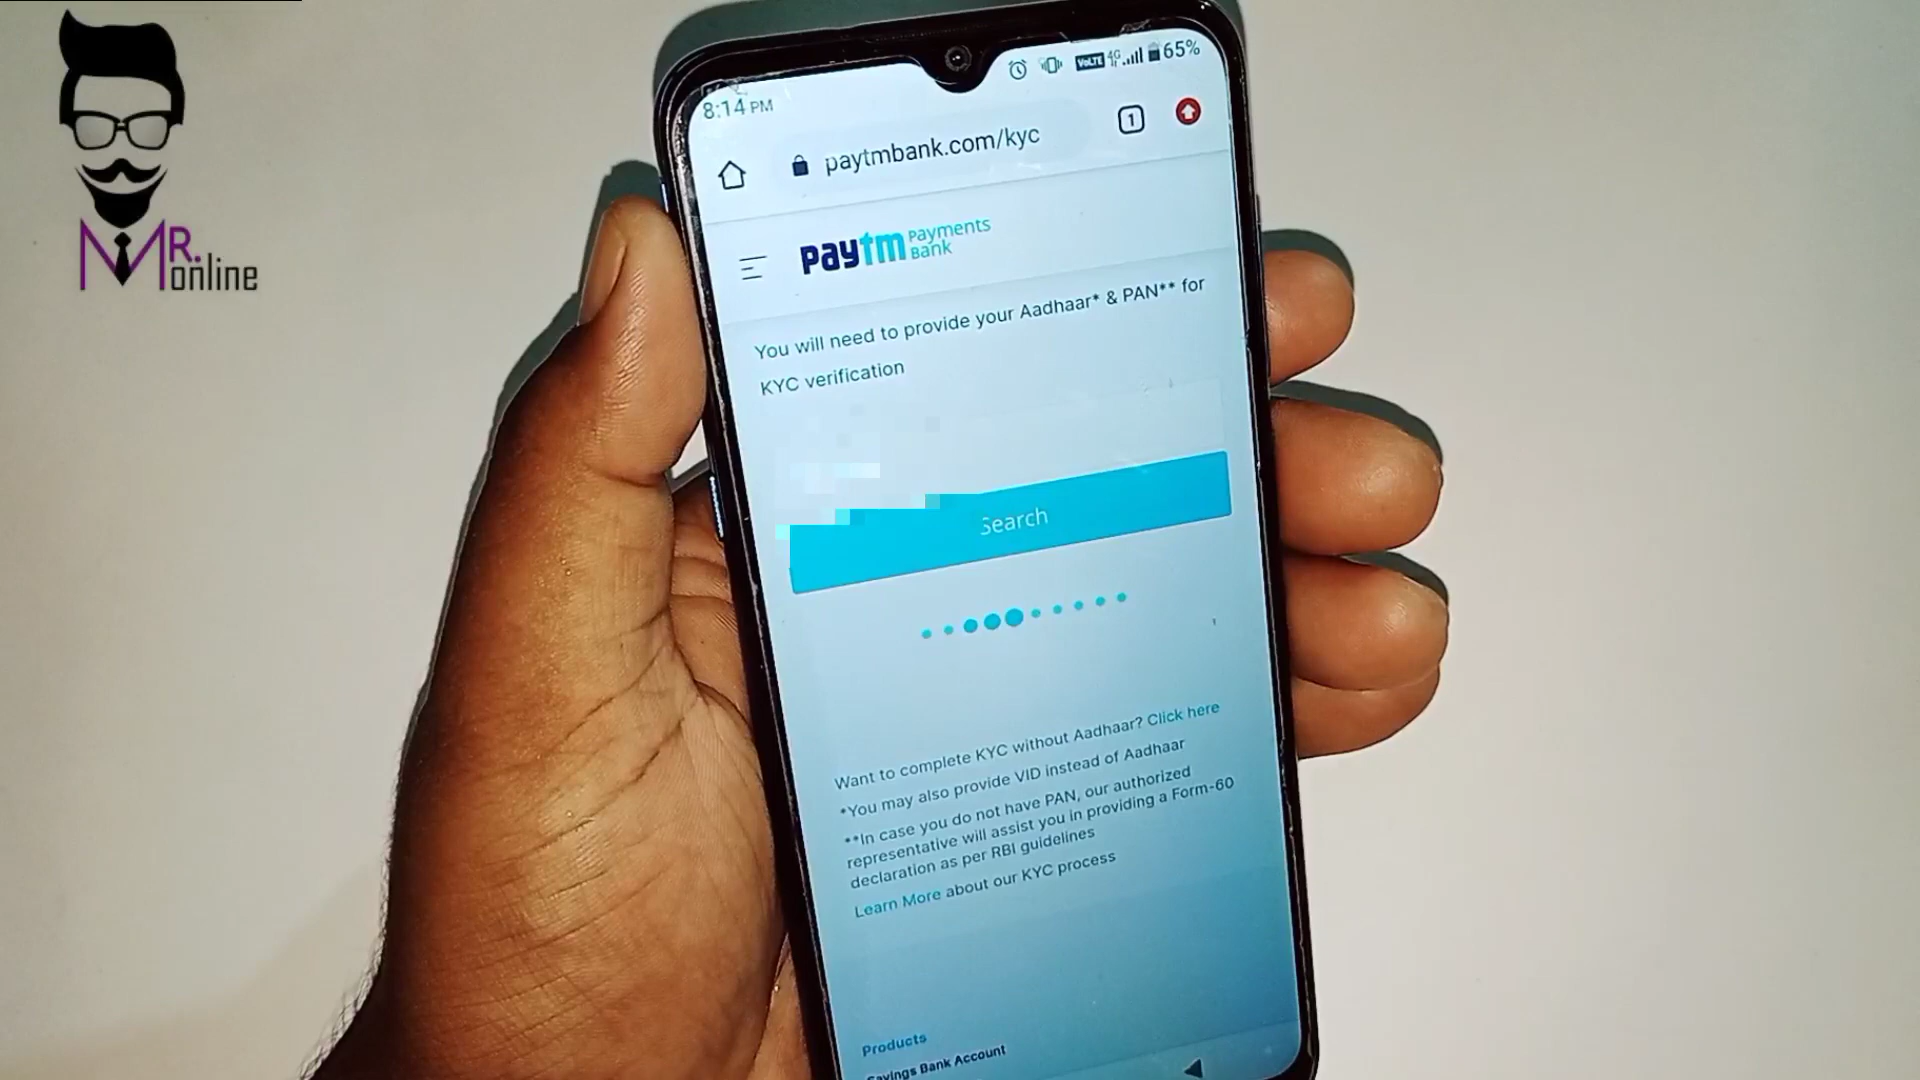 MR.
online
8:14 PM
VoLTE 4G 65%
paytmbank.com/kyc
1
paytm Payments
Bank
You will need to provide your Aadhaar* & PAN** for
KYC verification
Search
Want to complete KYC without Aadhaar? Click here
*You may also provide VID instead of Aadhaar
**In case you do not have PAN, our authorized
representative will assist you in providing a Form-60
declaration as per RBI guidelines
Learn More about our KYC process
Products
Savings Bank Account